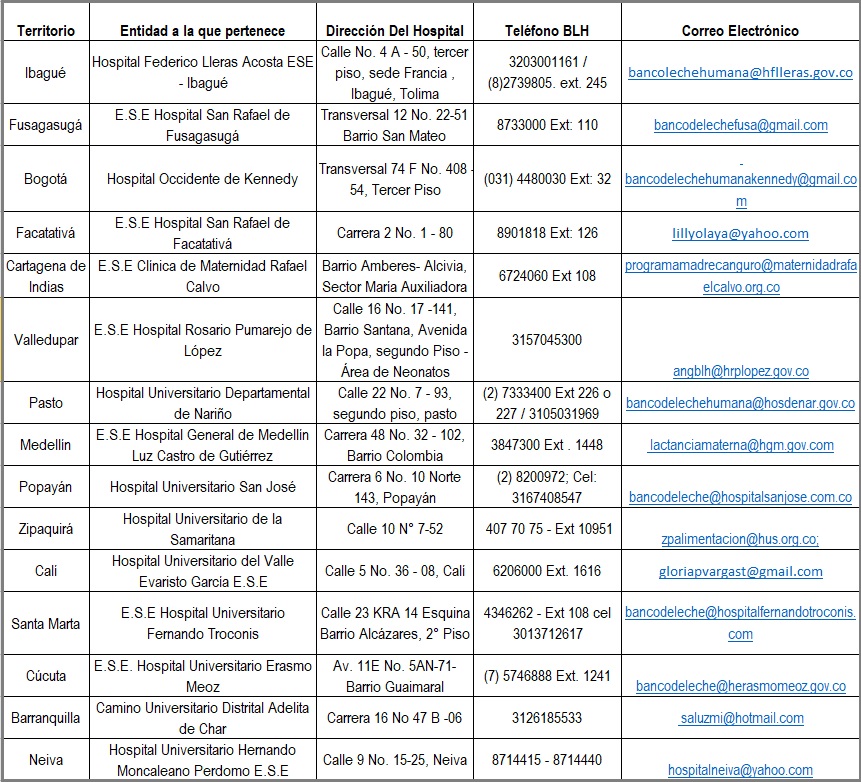 Territorio	Entidad a la que pertenece	Dirección Del Hospital	Teléfono BLH	Correo Electrónico
Ibagué
Hospital Federico Lleras Acosta ESE
- Ibagué
Calle No. 4 A - 50, tercer
piso, sede Francia ,
Ibagué, Tolima
3203001161 /
(8)2739805. ext. 245
bancolechehumana@hflleras.gov.co
Fusagasugá
E.S.E Hospital San Rafael de
Fusagasugá
Transversal 12 No. 22-51
Barrio San Mateo
8733000 Ext: 110
bancodelechefusa@gmail.com
Bogotá
Hospital Occidente de Kennedy
Transversal 74 F No. 408 -
54, Tercer Piso
(031) 4480030 Ext: 32
-
bancodelechehumanakennedy@gmail.co
m
Facatativá
E.S.E Hospital San Rafael de
Facatativá
Carrera 2 No. 1 - 80
8901818 Ext: 126
lillyolaya@yahoo.com
Cartagena de
Indias
E.S.E Clínica de Maternidad Rafael
Calvo
Barrio Amberes- Alcivia,
Sector María Auxiliadora
6724060 Ext 108
programamadrecanguro@maternidadrafa
elcalvo.org.co
Valledupar
E.S.E Hospital Rosario Pumarejo de
López
Calle 16 No. 17 -141,
Barrio Santana, Avenida
la Popa, segundo Piso -
Área de Neonatos
3157045300
angblh@hrplopez.gov.co
Pasto
Hospital Universitario Departamental
de Nariño
Calle 22 No. 7 - 93,
segundo piso, pasto
(2) 7333400 Ext 226 o
227 / 3105031969
bancodelechehumana@hosdenar.gov.co
Medellín
E.S.E Hospital General de Medellín
Luz Castro de Gutiérrez
Carrera 48 No. 32 - 102,
Barrio Colombia
3847300 Ext . 1448
lactanciamaterna@hgm.gov.com
Popayán
Hospital Universitario San José
Carrera 6 No. 10 Norte
143, Popayán
(2) 8200972; Cel:
3167408547
bancodeleche@hospitalsanjose.com.co
Zipaquirá
Hospital Universitario de la
Samaritana
Calle 10 N° 7-52
407 70 75 - Ext 10951
zpalimentacion@hus.org.co;
Cali
Hospital Universitario del Valle
Evaristo Garcia E.S.E
Calle 5 No. 36 - 08, Cali
6206000 Ext. 1616
gloriapvargast@gmail.com
Santa Marta
E.S.E Hospital Universitario
Fernando Troconis
Calle 23 KRA 14 Esquina
Barrio Alcázares, 2° Piso
4346262 - Ext 108 cel
3013712617
bancodeleche@hospitalfernandotroconis.
com
Cúcuta
E.S.E. Hospital Universitario Erasmo
Meoz
Av. 11E No. 5AN-71-
Barrio Guaimaral
(7) 5746888 Ext. 1241
bancodeleche@herasmomeoz.gov.co
Barranquilla
Camino Universitario Distrital Adelita
de Char
Carrera 16 No 47 B -06
3126185533
saluzmi@hotmail.com
Neiva
Hospital Universitario Hernando
Moncaleano Perdomo E.S.E
Calle 9 No. 15-25, Neiva
8714415 - 8714440
hospitalneiva@yahoo.com